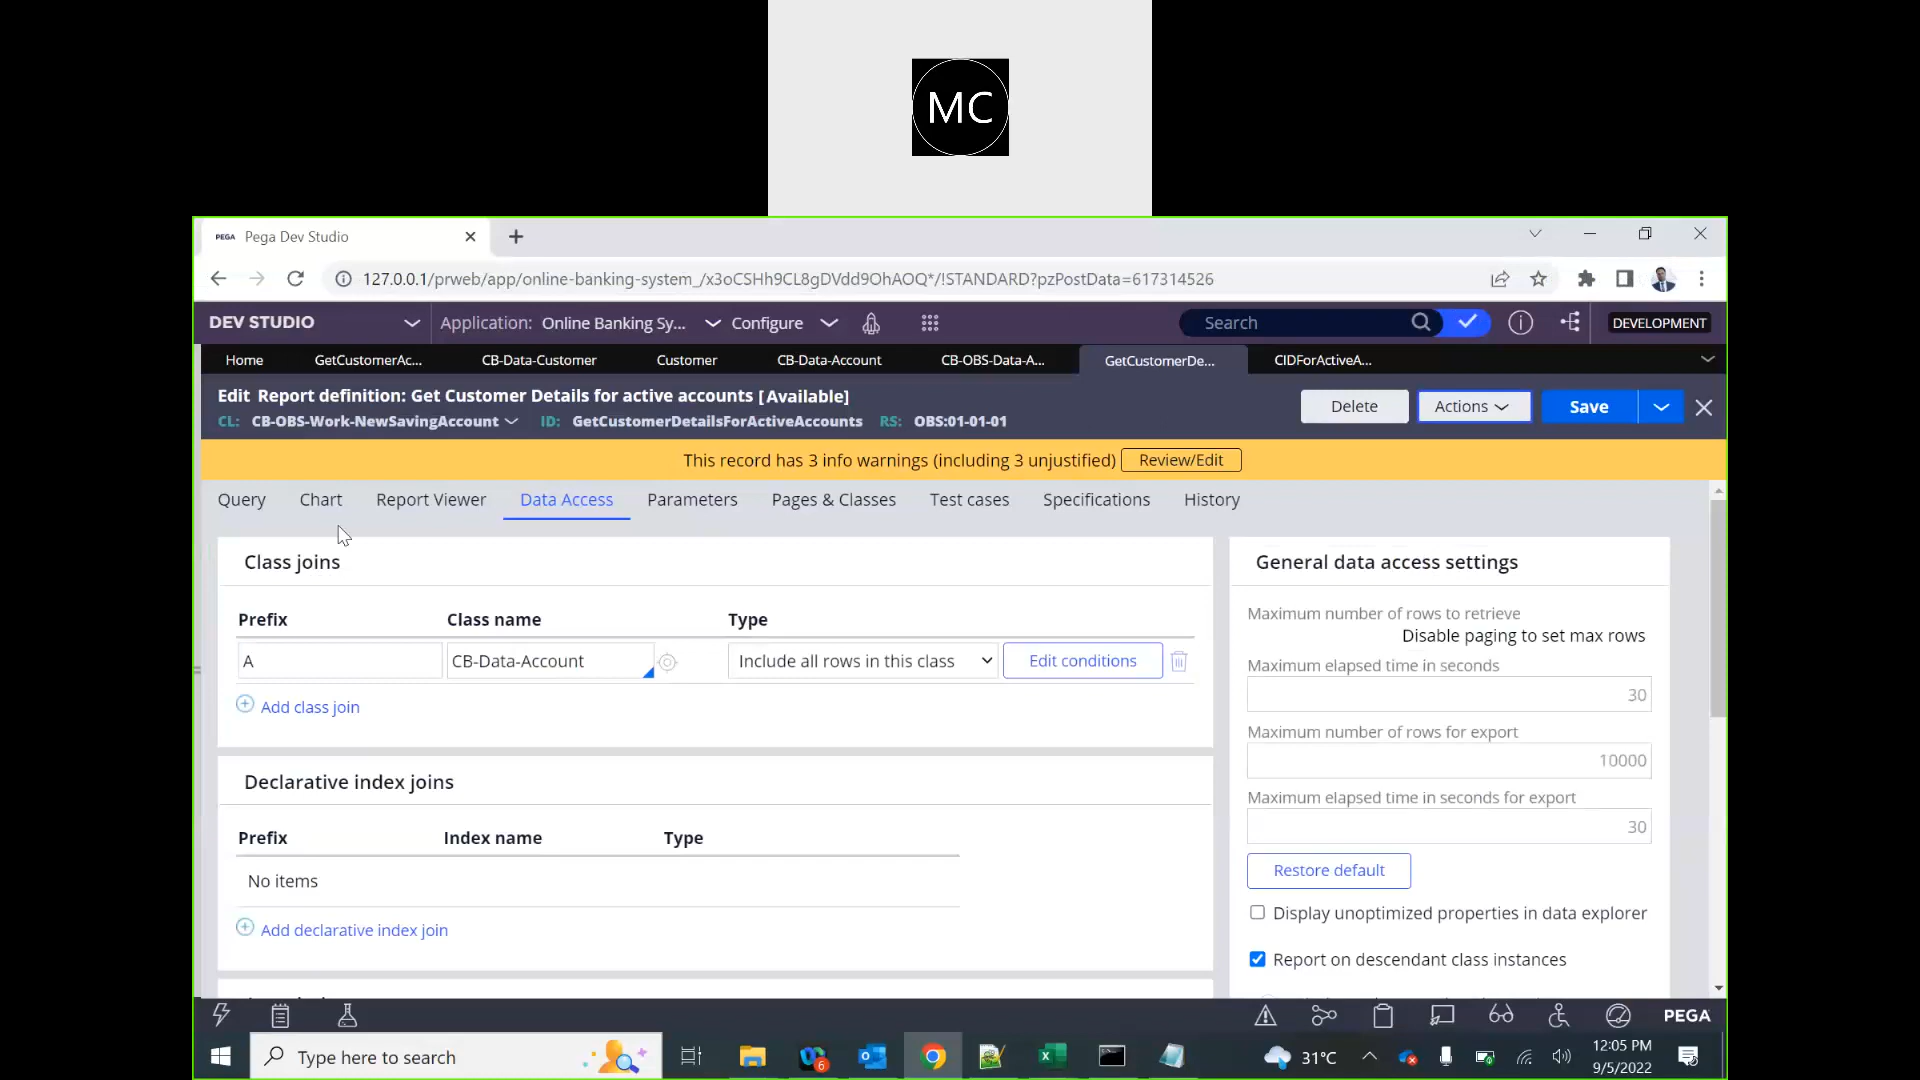 MC
PEGA Pega Dev Studio
127.0.0.1/prweb/app/online-banking-system_/x3oCSHh9CL8gDVdd9OhAOQ*/!STANDARD?pzPostData=617314526
DEV STUDIO Application: Online Banking Sy... Configure Search DEVELOPMENT
Home GetCustomerAc... CB-Data-Customer Customer CB-Data-Account CB-OBS-Data-A... GetCustomerDe... CIDForActiveA...
Edit Report definition: Get Customer Details for active accounts [Available]
CL: CB-OBS-Work-NewSavingAccount ID: GetCustomerDetailsForActiveAccounts RS: OBS:01-01-01
Delete Actions Save
This record has 3 info warnings (including 3 unjustified) Review/Edit
Query Chart Report Viewer Data Access Parameters Pages & Classes Test cases Specifications History
Class joins
Prefix Class name Type
A CB-Data-Account Include all rows in this class Edit conditions
Add class join
Declarative index joins
Prefix Index name Type
No items
Add declarative index join
General data access settings
Maximum number of rows to retrieve
Disable paging to set max rows
Maximum elapsed time in seconds
30
Maximum number of rows for export
10000
Maximum elapsed time in seconds for export
30
Restore default
Display unoptimized properties in data explorer
Report on descendant class instances
PEGA
Type here to search
6
31°C
12:05 PM
9/5/2022